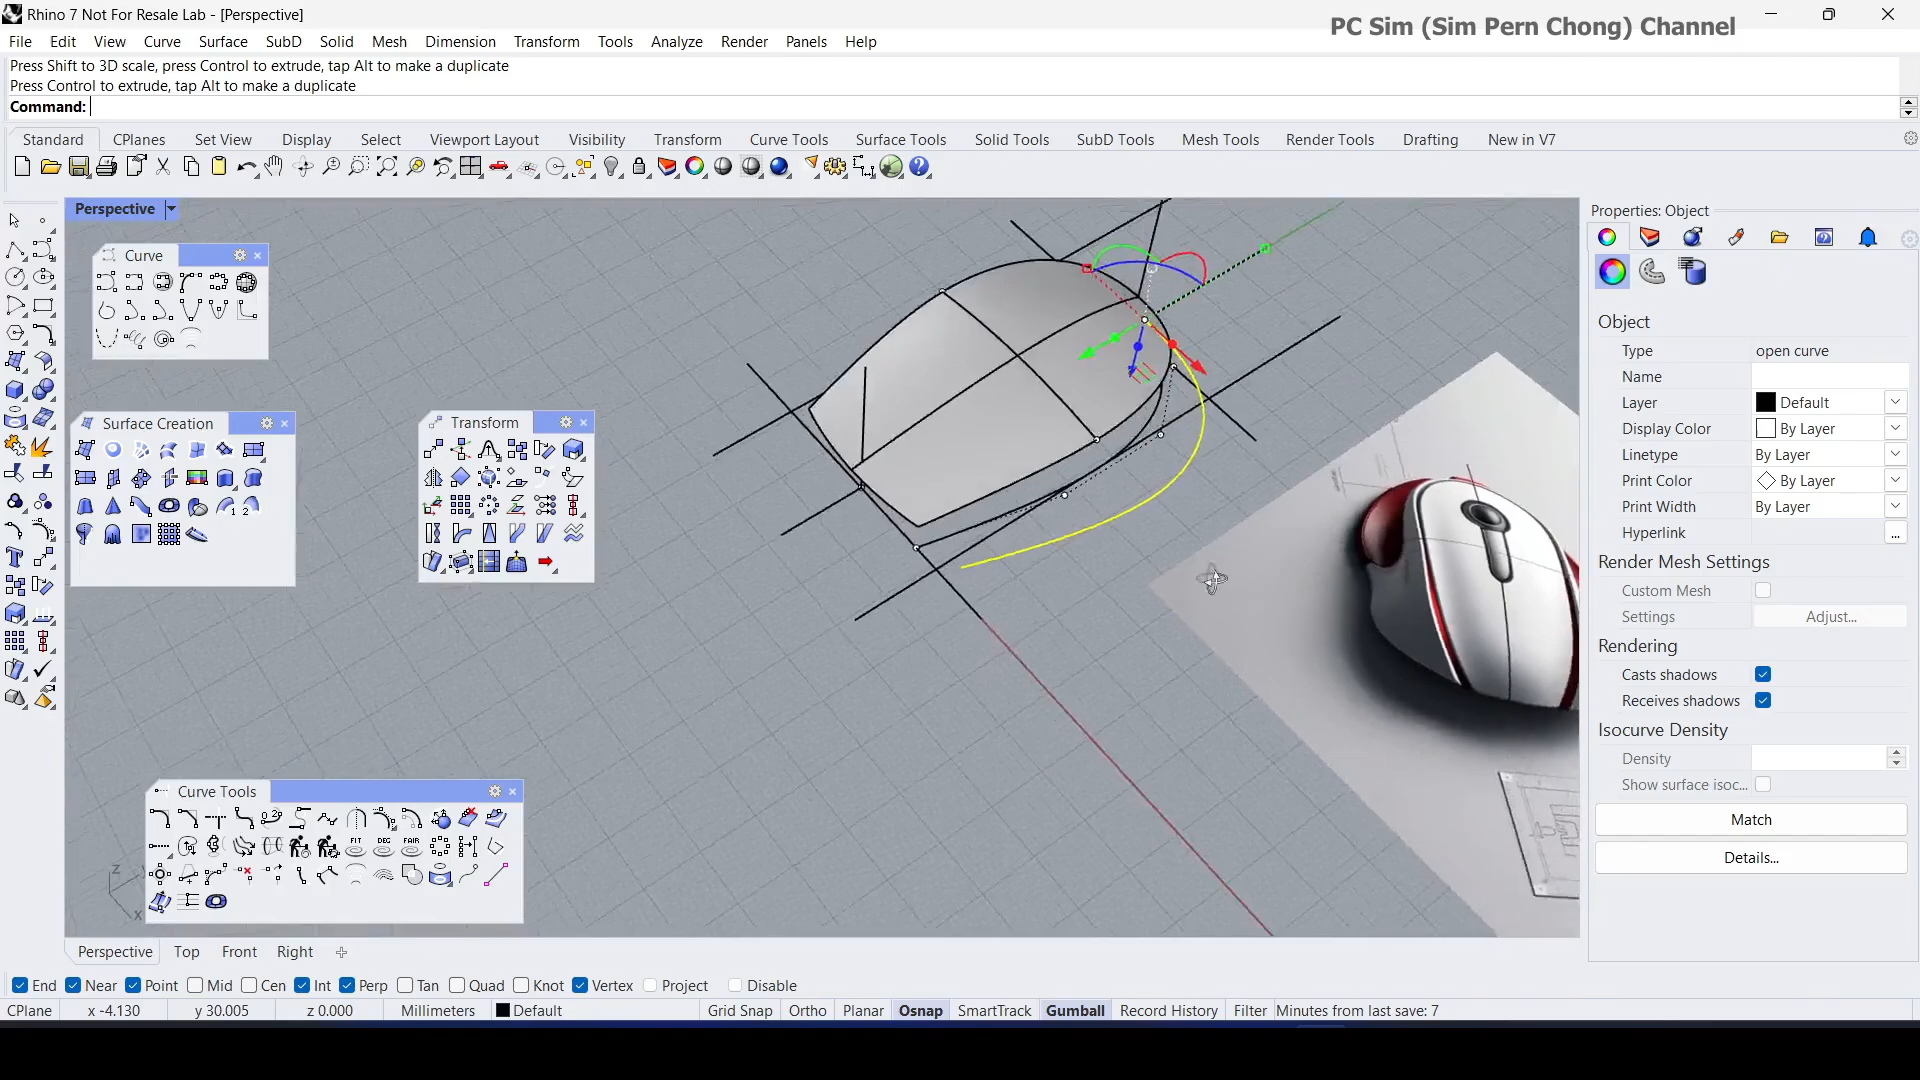 Rhino 7 Not For Resale Lab - [Perspective]
PC Sim (Sim Pern Chong) Channel
File Edit View Curve Surface SubD Solid Mesh Dimension Transform Tools Analyze Render Panels Help
Press Shift to 3D scale, press Control to extrude, tap Alt to make a duplicate
Press Control to extrude, tap Alt to make a duplicate
Command:
Standard CPlanes Set View Display Select Viewport Layout Visibility Transform Curve Tools Surface Tools Solid Tools SubD Tools Mesh Tools Render Tools Drafting New in V7
Perspective
Curve
Surface Creation
Transform
Curve Tools
FIT DEG FAIR
z
x
Properties: Object
Object
Type open curve
Name
Layer Default
Display Color By Layer
Linetype By Layer
Print Color By Layer
Print Width By Layer
Hyperlink ...
Render Mesh Settings
Custom Mesh
Settings Adjust...
Rendering
Casts shadows
Receives shadows
Isocurve Density
Density
Show surface isoc...
Match
Details...
Perspective Top Front Right
End Near Point Mid Cen Int Perp Tan Quad Knot Vertex Project Disable
CPlane x -4.130 y 30.005 z 0.000 Millimeters Default Grid Snap Ortho Planar Osnap SmartTrack Gumball Record History Filter Minutes from last save: 7